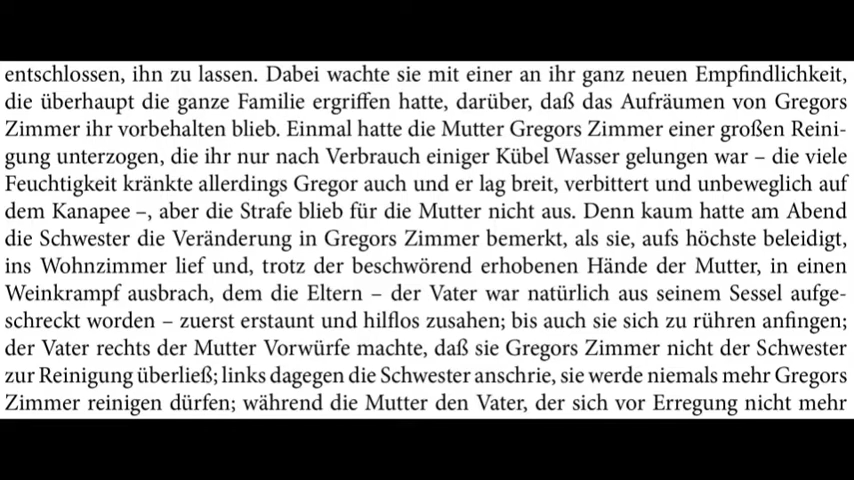 entschlossen, ihn zu lassen. Dabei wachte sie mit einer an ihr ganz neuen Empfindlichkeit,
die überhaupt die ganze Familie ergriffen hatte, darüber, daß das Aufräumen von Gregors
Zimmer ihr vorbehalten blieb. Einmal hatte die Mutter Gregors Zimmer einer großen Reini-
gung unterzogen, die ihr nur nach Verbrauch einiger Kübel Wasser gelungen war – die viele
Feuchtigkeit kränkte allerdings Gregor auch und er lag breit, verbittert und unbeweglich auf
dem Kanapee –, aber die Strafe blieb für die Mutter nicht aus. Denn kaum hatte am Abend
die Schwester die Veränderung in Gregors Zimmer bemerkt, als sie, aufs höchste beleidigt,
ins Wohnzimmer lief und, trotz der beschwörend erhobenen Hände der Mutter, in einen
Weinkrampf ausbrach, dem die Eltern – der Vater war natürlich aus seinem Sessel aufge-
schreckt worden – zuerst erstaunt und hilflos zusahen; bis auch sie sich zu rühren anfingen;
der Vater rechts der Mutter Vorwürfe machte, daß sie Gregors Zimmer nicht der Schwester
zur Reinigung überließ; links dagegen die Schwester anschrie, sie werde niemals mehr Gregors
Zimmer reinigen dürfen; während die Mutter den Vater, der sich vor Erregung nicht mehr